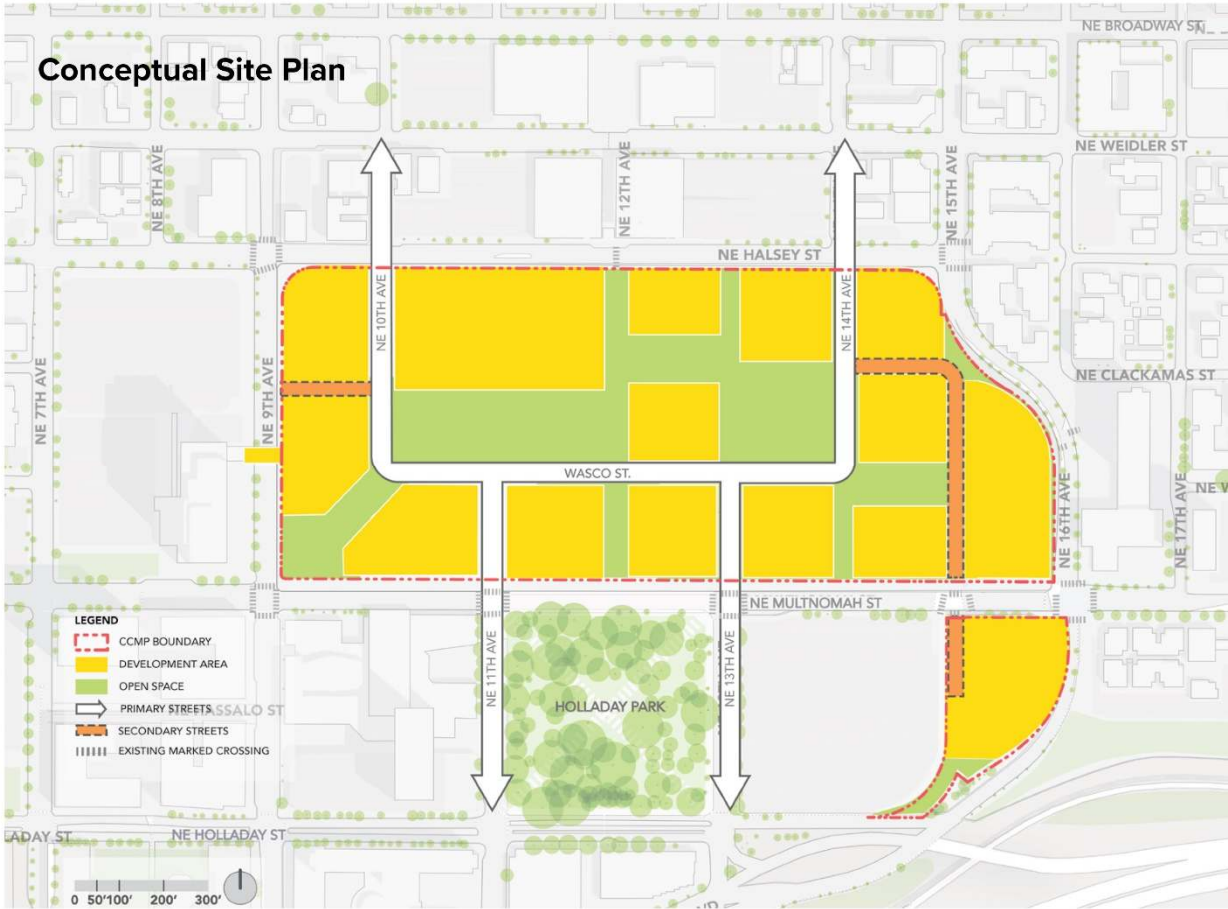 NE BROADWAY ST
Conceptual Site Plan
NE WEIDLER ST
NE 8TH AVE
NE 12TH AVE
NE 15TH AVE
NE HALSEY ST
NE 10TH AVE
NE 14TH AVE
NE 7TH AVE
NE 9TH AVE
NE CLACKAMAS ST
WASCO ST.
NE 16TH AVE
NE 17TH AVE
NE MULTNOMAH ST
LEGEND
CCMP BOUNDARY
DEVELOPMENT AREA
OPEN SPACE
PRIMARY STREETS
SECONDARY STREETS
EXISTING MARKED CROSSING
NE 11TH AVE
NE 13TH AVE
HOLLADAY PARK
LADAY ST
NE HOLLADAY ST
0 50' 100' 200' 300'